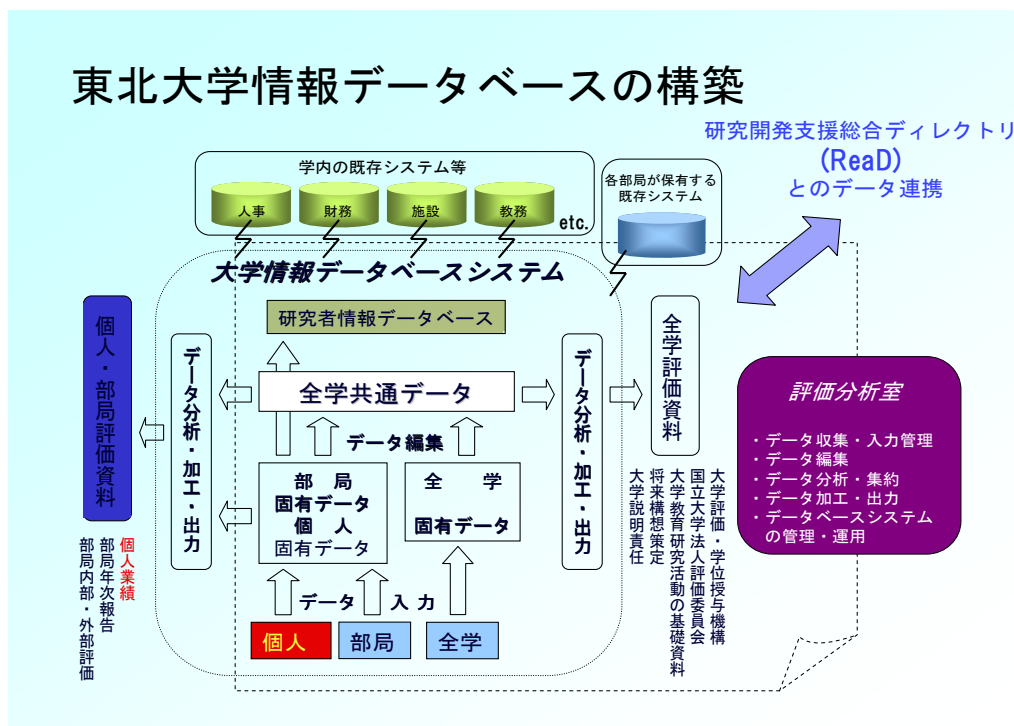 東北大学情報データベースの構築
研究開発支援総合ディレクトリ
(ReaD)
とのデータ連携
学内の既存システム等
人事
財務
施設
教務
etc.
各部局が保有する
既存システム
大学情報データベースシステム
研究者情報データベース
個人・部局評価資料
データ分析・加工・出力
全学共通データ
データ分析・加工・出力
全学評価資料
データ編集
部　局
固有データ
個　人
固有データ
全　　学
固有データ
データ　入 力
個人
部局
全学
個人業績
部局年次報告
部局内部・外部評価
大学評価・学位授与機構
国立大学法人評価委員会
大学教育研究活動の基礎資料
将来構想策定
大学説明責任
評価分析室
・データ収集・入力管理
・データ編集
・データ分析・集約
・データ加工・出力
・データベースシステム
の管理・運用